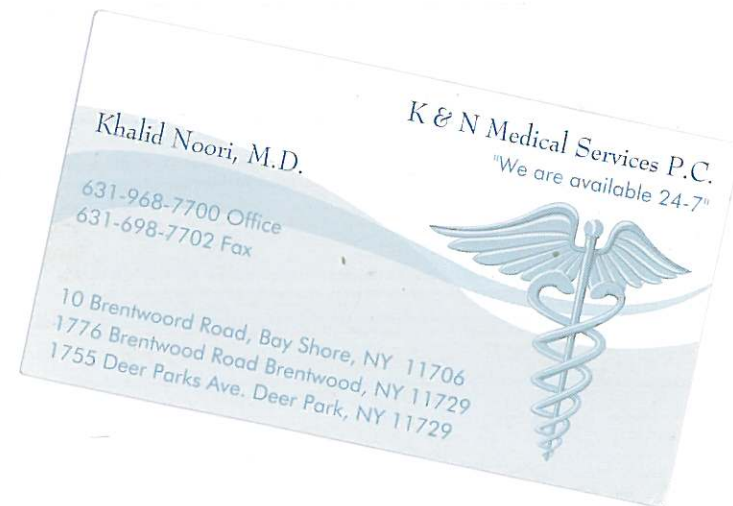 K & N Medical Services P.C.
"We are available 24-7"
Khalid Noori, M.D.
631-968-7700 Office
631-698-7702 Fax
10 Brentwoord Road, Bay Shore, NY 11706
1776 Brentwood Road Brentwood, NY 11729
1755 Deer Parks Ave. Deer Park, NY 11729